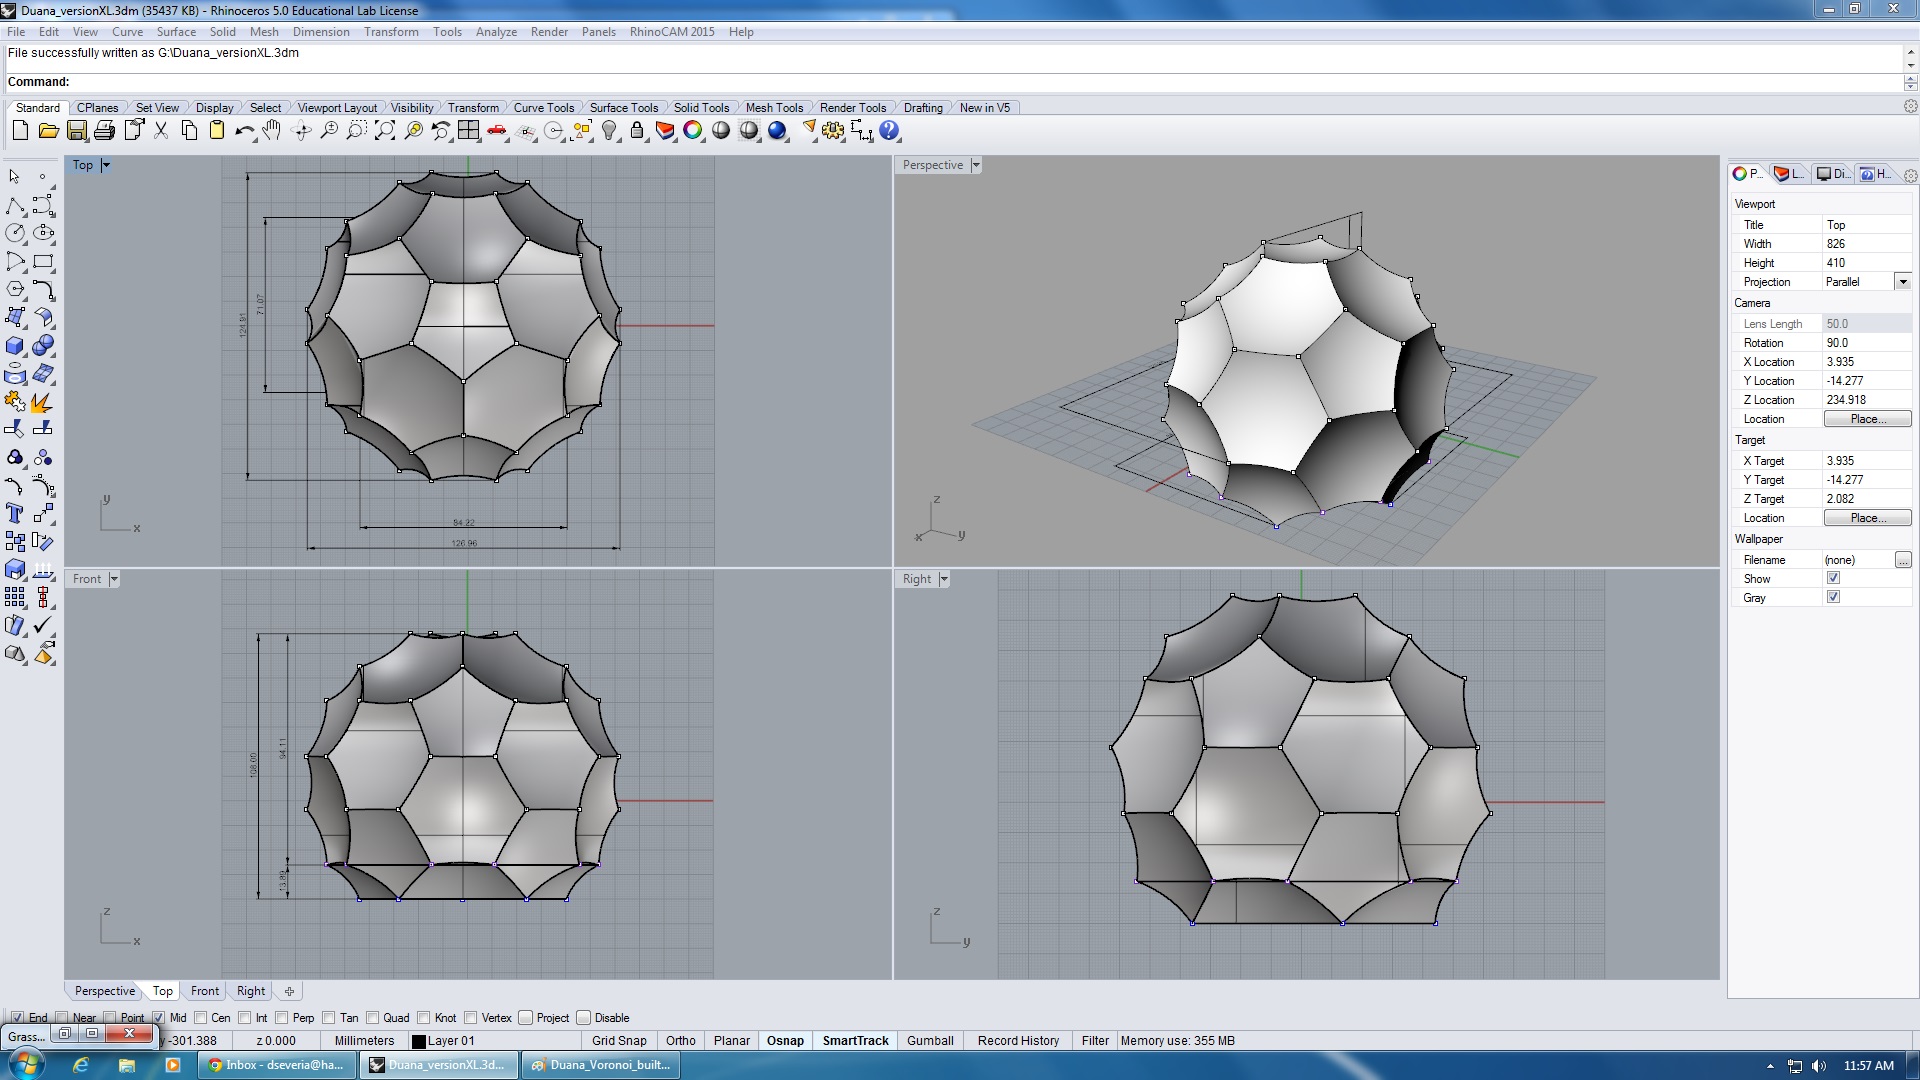 Duana_versionXL.3dm (35437 KB) - Rhinoceros 5.0 Educational Lab License
File Edit View Curve Surface Solid Mesh Dimension Transform Tools Analyze Render Panels RhinoCAM 2015 Help
File successfully written as G:\Duana_versionXL.3dm
Command:
Standard CPlanes Set View Display Select Viewport Layout Visibility Transform Curve Tools Surface Tools Solid Tools Mesh Tools Render Tools Drafting New in V5
Top
124.91
71.07
84.22
126.96
y
x
Perspective
z
x
y
Front
108.00
94.11
13.89
z
x
Right
z
y
P... L... Di... H...
Viewport
Title Top
Width 826
Height 410
Projection Parallel
Camera
Lens Length 50.0
Rotation 90.0
X Location 3.935
Y Location -14.277
Z Location 234.918
Location Place...
Target
X Target 3.935
Y Target -14.277
Z Target 2.082
Location Place...
Wallpaper
Filename (none) ...
Show
Gray
Perspective Top Front Right
End Near Point Mid Cen Int Perp Tan Quad Knot Vertex Project Disable
Grass...
y -301.388 z 0.000 Millimeters Layer 01 Grid Snap Ortho Planar Osnap SmartTrack Gumball Record History Filter Memory use: 355 MB
Inbox - dseveria@ha... Duana_versionXL.3d... Duana_Voronoi_built... 11:57 AM